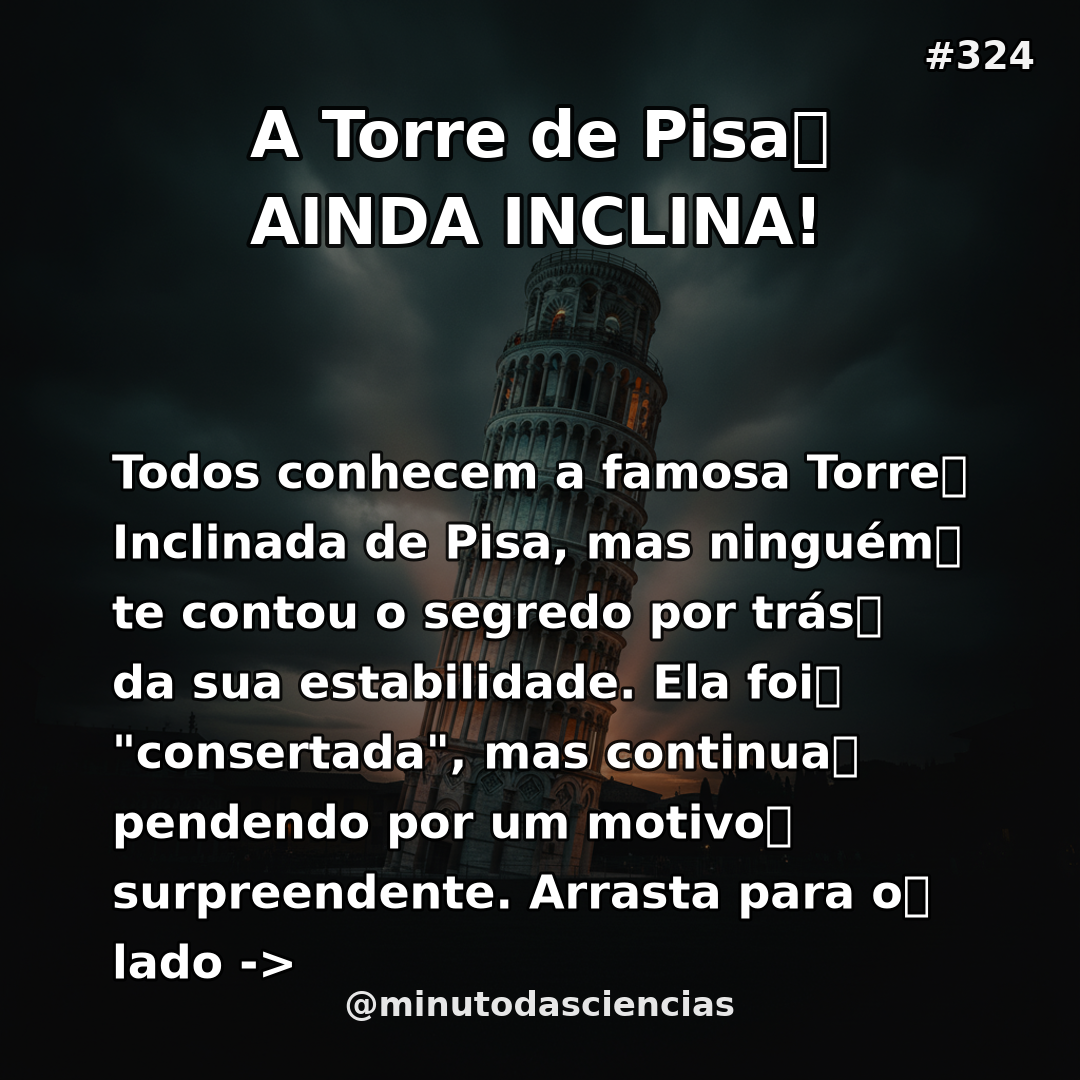 #324
A Torre de Pisa▯
AINDA INCLINA!
Todos conhecem a famosa Torre▯
Inclinada de Pisa, mas ninguém▯
te contou o segredo por trás▯
da sua estabilidade. Ela foi▯
"consertada", mas continua▯
pendendo por um motivo▯
surpreendente. Arrasta para o▯
lado ->
@minutodasciencias